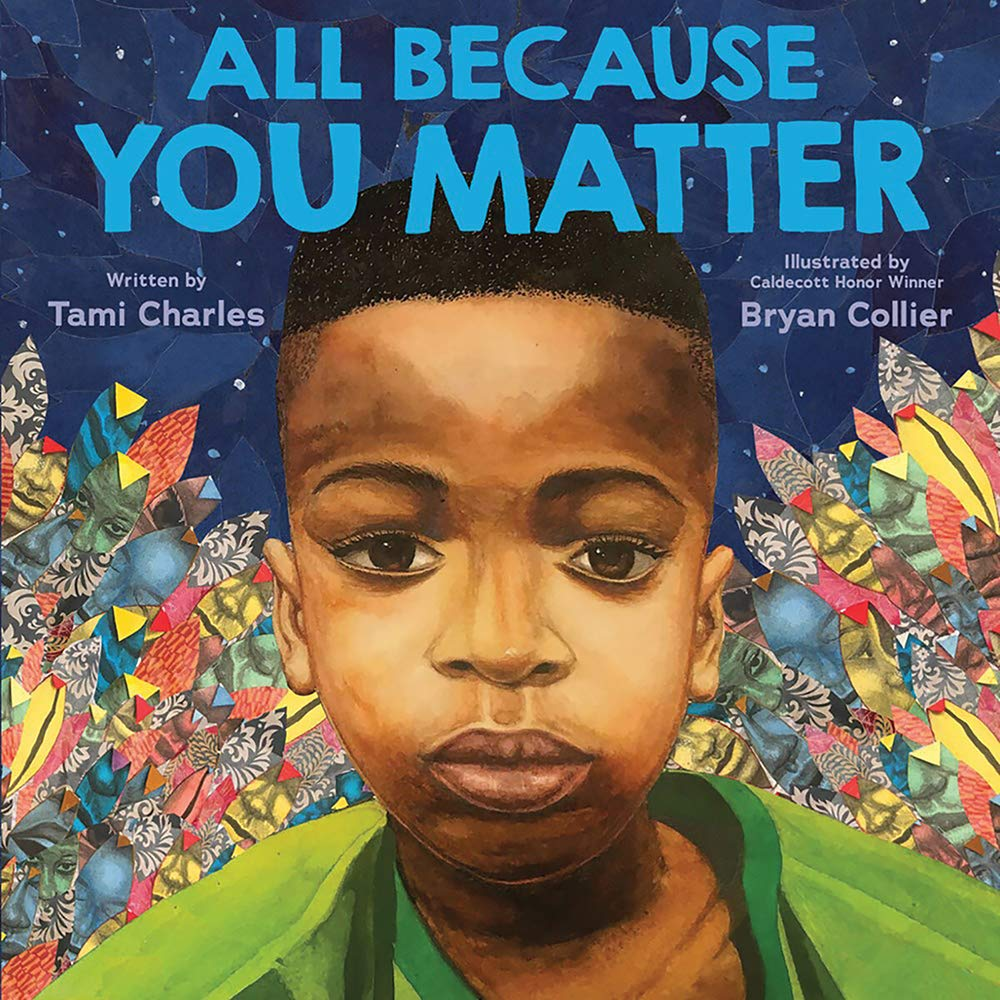 ALL BECAUSE
YOU MATTER
Written by
Tami Charles
Illustrated by
Caldecott Honor Winner
Bryan Collier